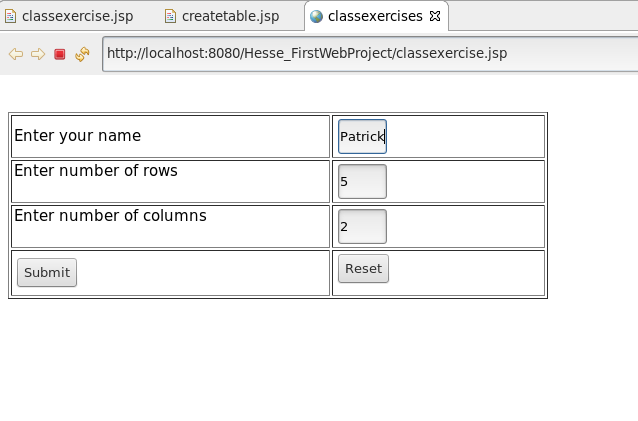 classexercise.jsp createtable.jsp classexercises
http://localhost:8080/Hesse_FirstWebProject/classexercise.jsp
Enter your name Patrick
Enter number of rows 5
Enter number of columns 2
Submit Reset